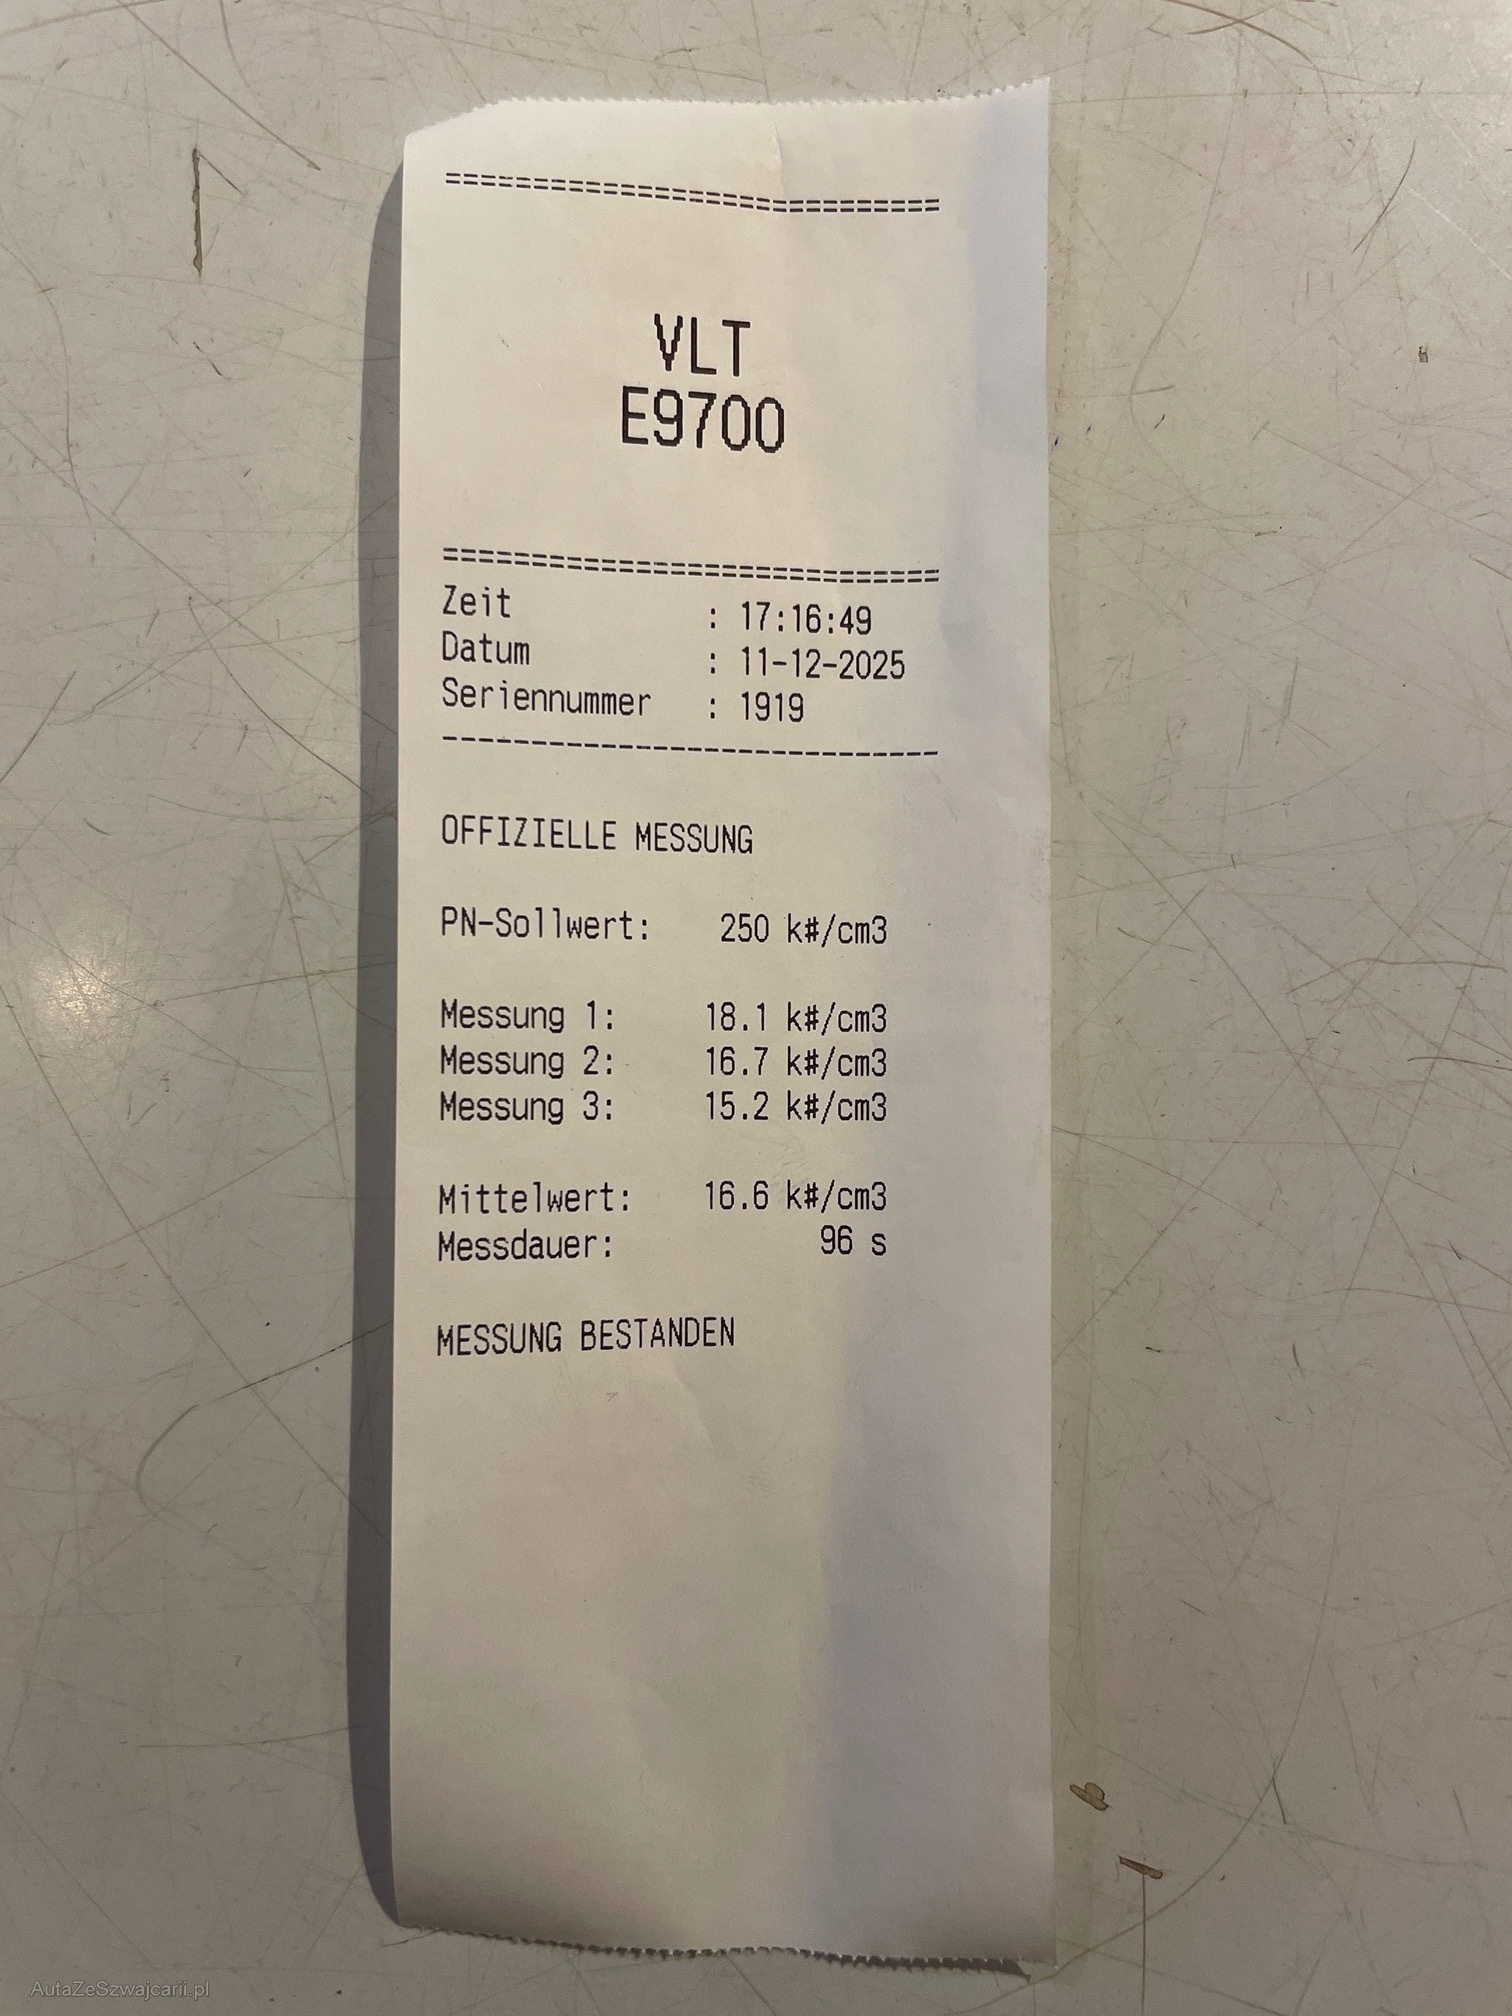 ============================
VLT
E9700
============================
Zeit : 17:16:49
Datum : 11-12-2025
Seriennummer : 1919
----------------------------
OFFIZIELLE MESSUNG
PN-Sollwert: 250 k#/cm3
Messung 1: 18.1 k#/cm3
Messung 2: 16.7 k#/cm3
Messung 3: 15.2 k#/cm3
Mittelwert: 16.6 k#/cm3
Messdauer: 96 s
MESSUNG BESTANDEN
AutaZeSzwajcarii.pl